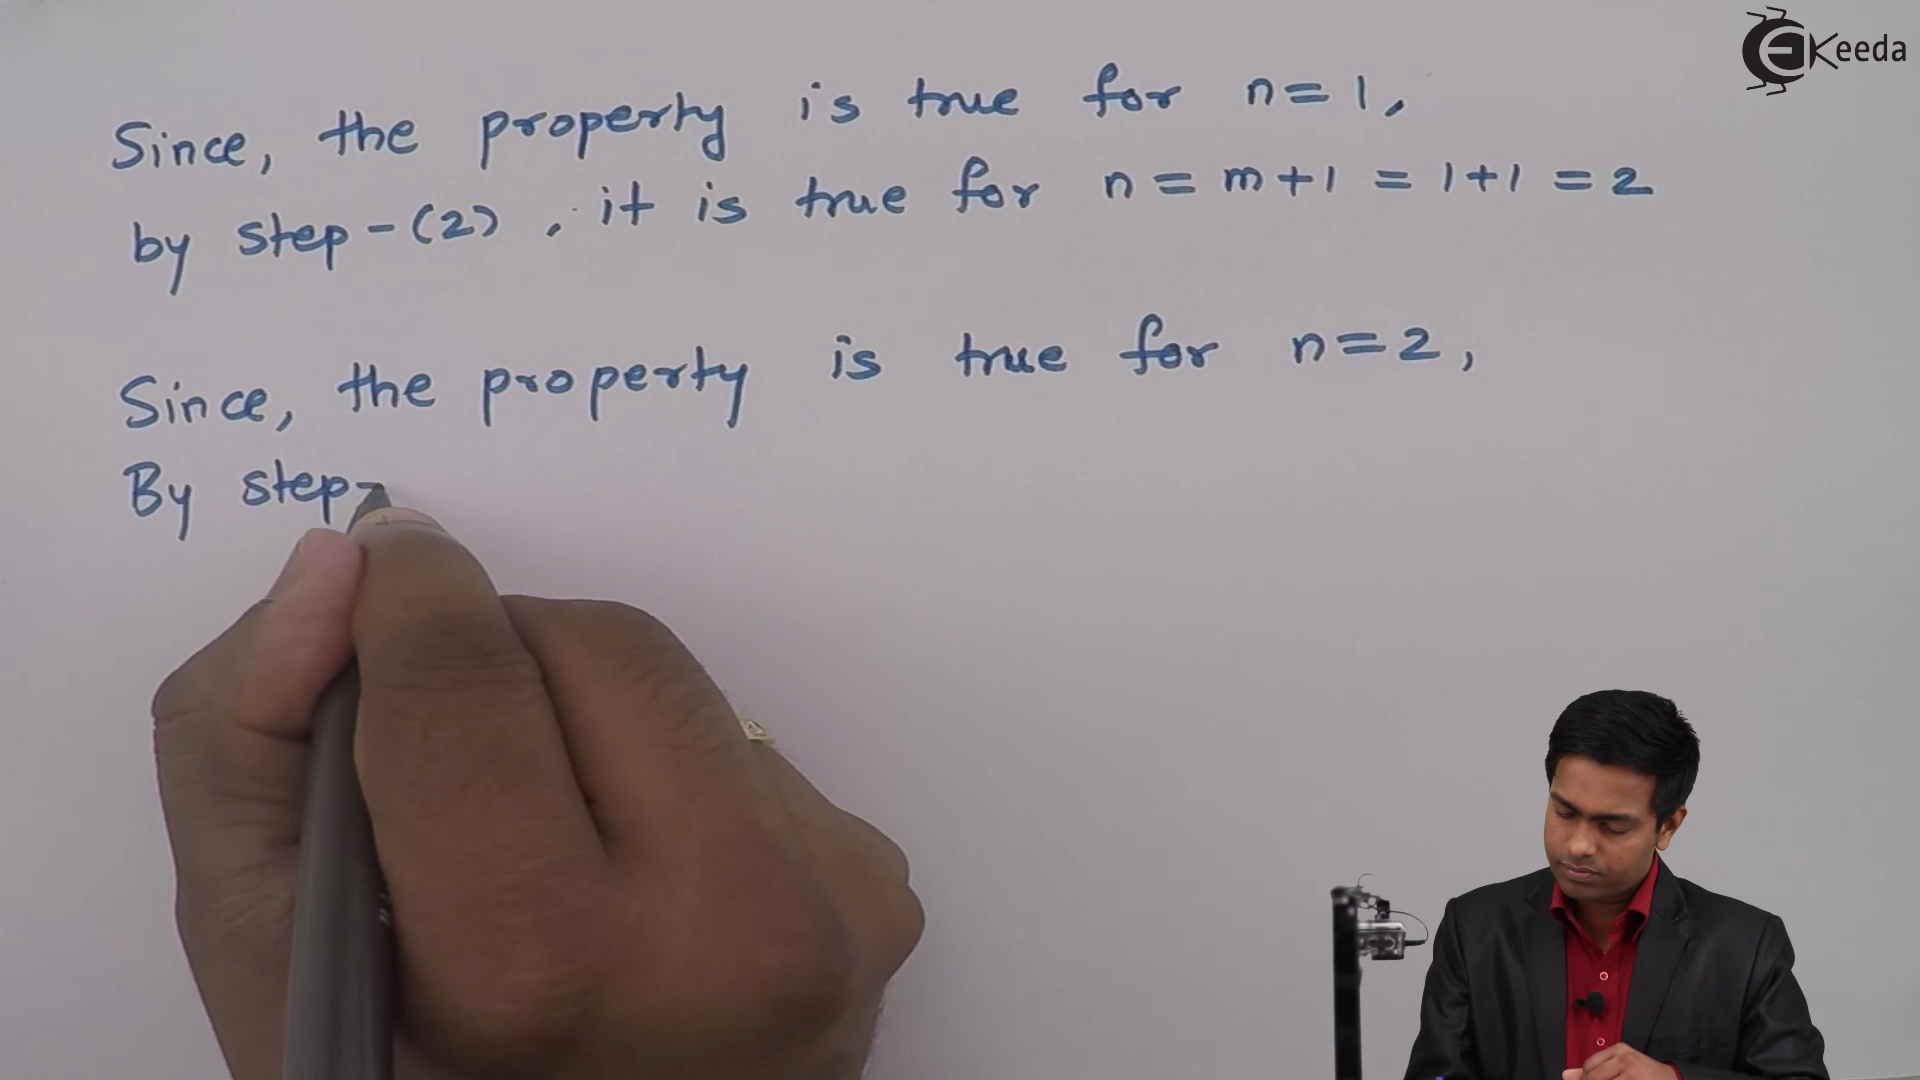 Since, the property is true for n=1,
by step-(2), it is true for n = m+1 = 1+1 = 2
Since, the property is true for n=2,
By step-
EKeeda